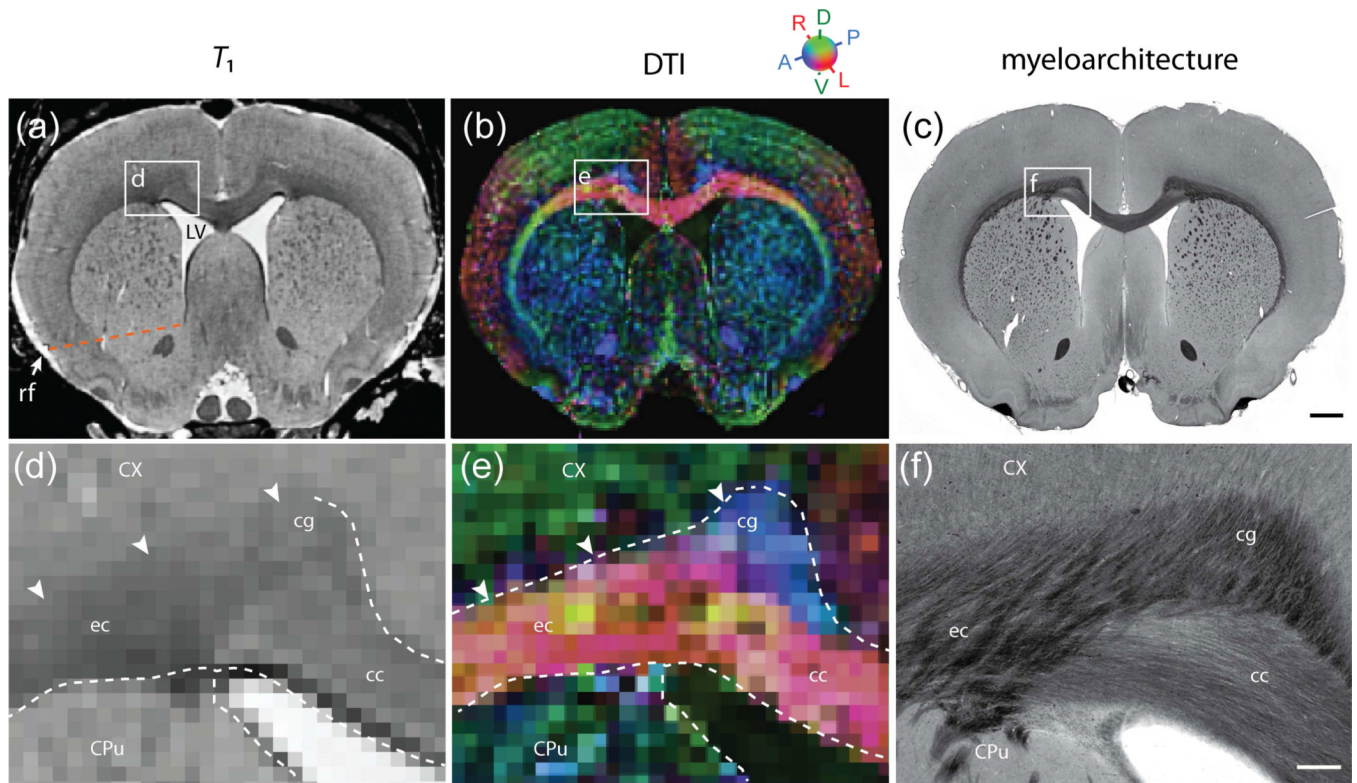 T1
DTI
R D P A V L
myeloarchitecture
(a)
d
LV
rf
(b)
e
(c)
f
(d)
CX
cg
ec
cc
CPu
(e)
CX
cg
ec
cc
CPu
(f)
CX
cg
ec
cc
CPu